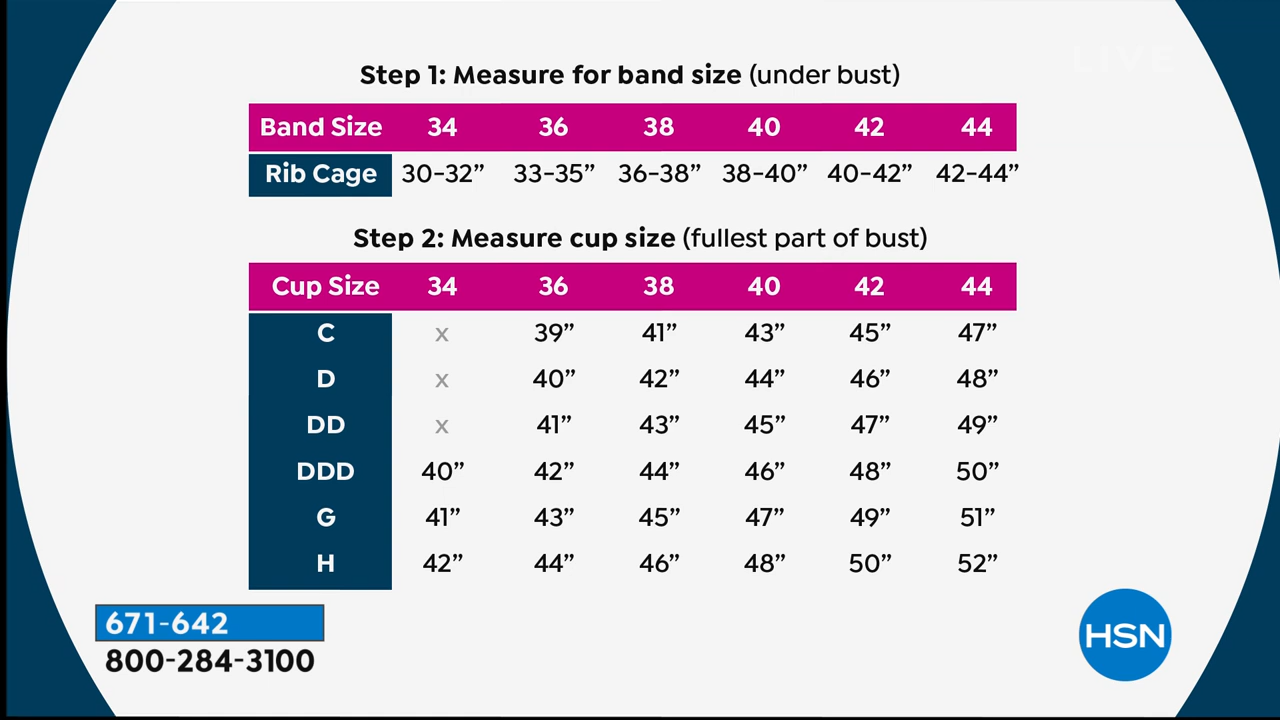 LIVE
Step 1: Measure for band size (under bust)
Band Size 34 36 38 40 42 44
Rib Cage 30-32” 33-35” 36-38” 38-40” 40-42” 42-44”
Step 2: Measure cup size (fullest part of bust)
Cup Size 34 36 38 40 42 44
C x 39” 41” 43” 45” 47”
D x 40” 42” 44” 46” 48”
DD x 41” 43” 45” 47” 49”
DDD 40” 42” 44” 46” 48” 50”
G 41” 43” 45” 47” 49” 51”
H 42” 44” 46” 48” 50” 52”
671-642
800-284-3100
HSN